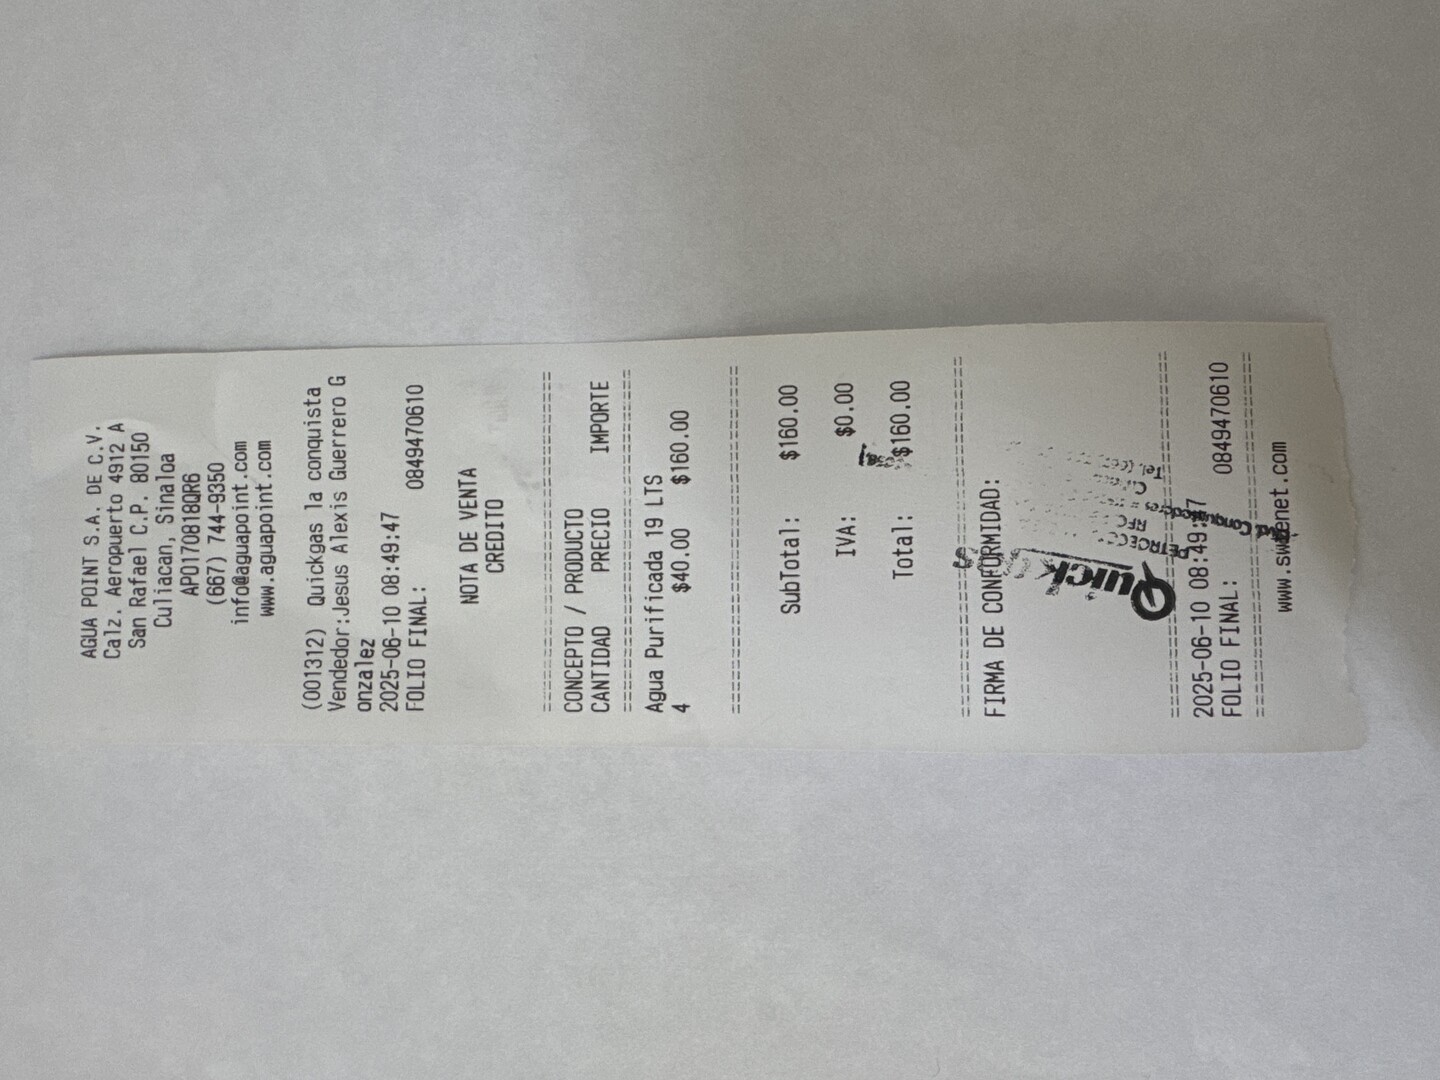 AGUA POINT S.A. DE C.V.
Calz. Aeropuerto 4912 A
San Rafael C.P. 80150
Culiacan, Sinaloa
APO170818QR6
(667) 744-9350
info@aguapoint.com
www.aguapoint.com
(001312) Quickgas la conquista
Vendedor:Jesus Alexis Guerrero G
onzalez
2025-06-10 08:49:47
FOLIO FINAL: 0849470610
NOTA DE VENTA
CREDITO
================================
CONCEPTO / PRODUCTO
CANTIDAD PRECIO IMPORTE
================================
Agua Purificada 19 LTS
4 $40.00 $160.00
================================
SubTotal: $160.00
IVA: $0.00
Total: $160.00
================================
FIRMA DE CONFORMIDAD:
Quick
RFC
Tel.
================================
2025-06-10 08:49:47
FOLIO FINAL: 0849470610
================================